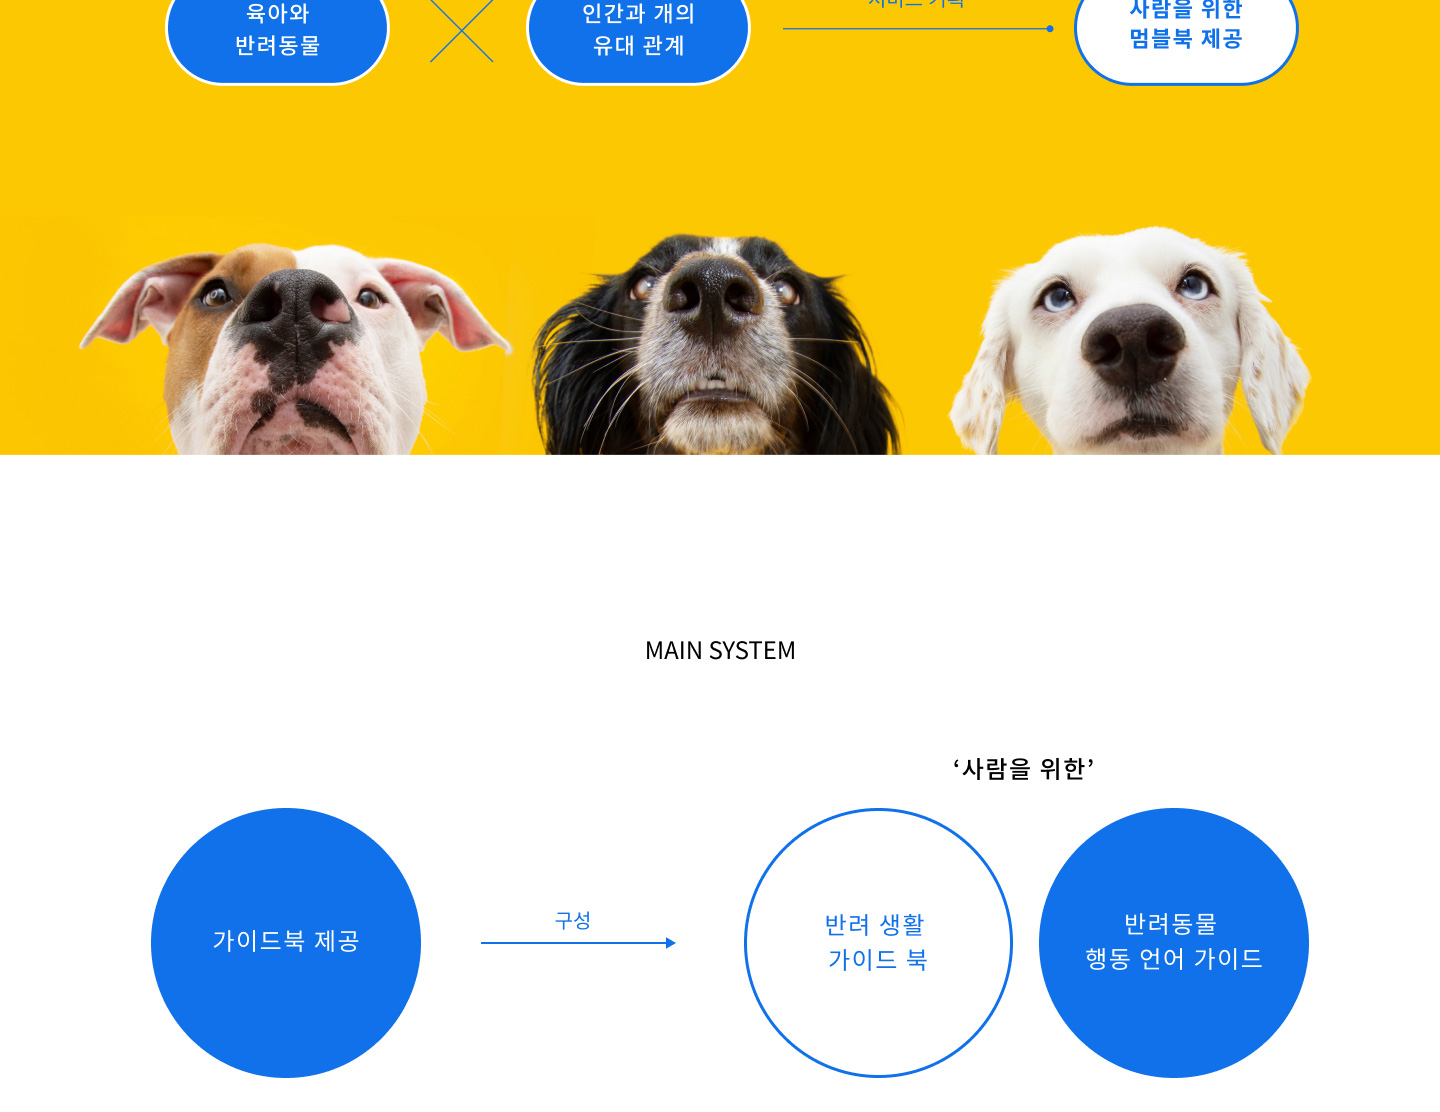 육아와
반려동물
인간과 개의
유대 관계
사람을 위한
멈블북 제공
MAIN SYSTEM
‘사람을 위한’
가이드북 제공
구성
반려 생활
가이드 북
반려동물
행동 언어 가이드